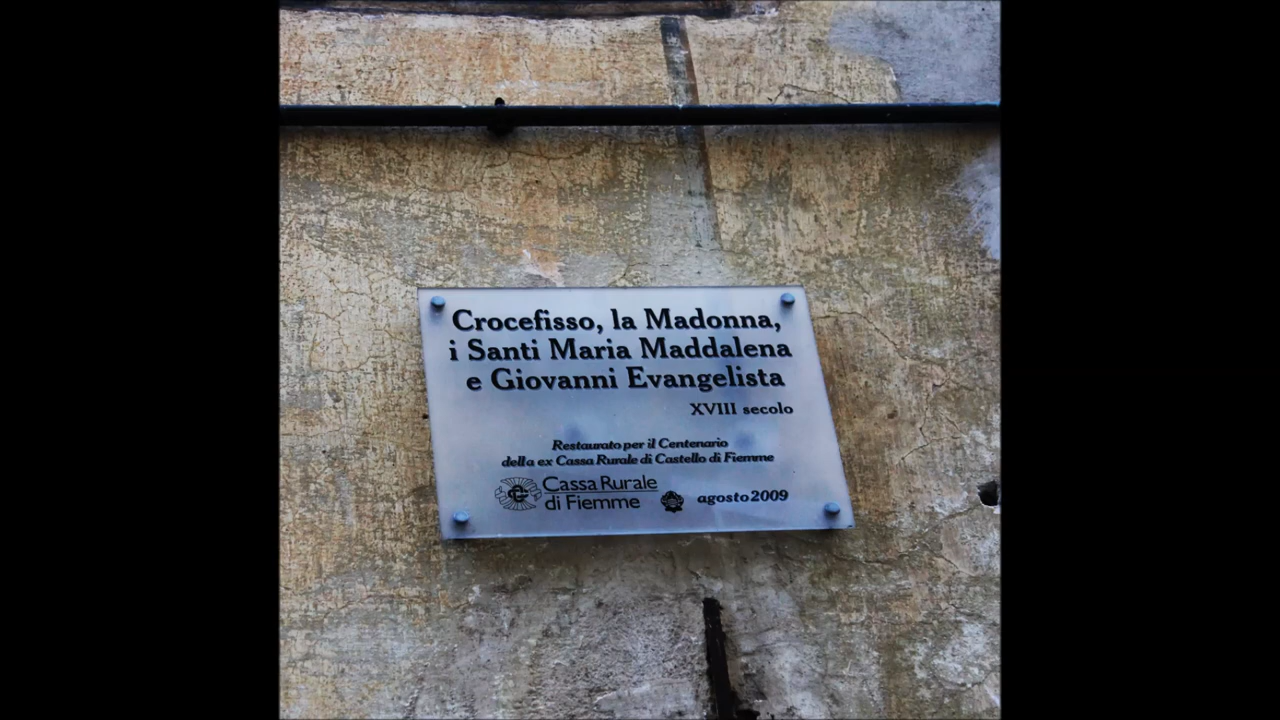 Crocefisso, la Madonna,
i Santi Maria Maddalena
e Giovanni Evangelista
XVIII secolo
Restaurato per il Centenario
della ex Cassa Rurale di Castello di Fiemme
Cassa Rurale
di Fiemme
agosto 2009